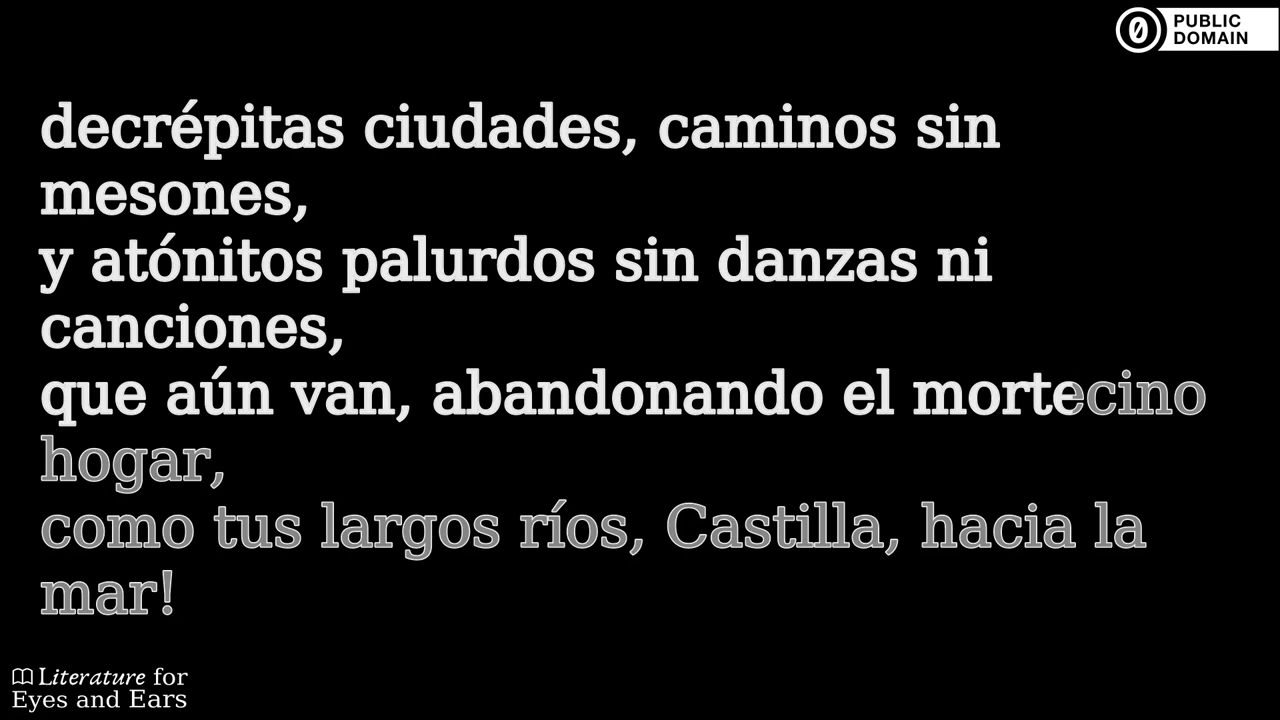 PUBLIC
DOMAIN
decrépitas ciudades, caminos sin
mesones,
y atónitos palurdos sin danzas ni
canciones,
que aún van, abandonando el mortecino
hogar,
como tus largos ríos, Castilla, hacia la
mar!
Literature for
Eyes and Ears